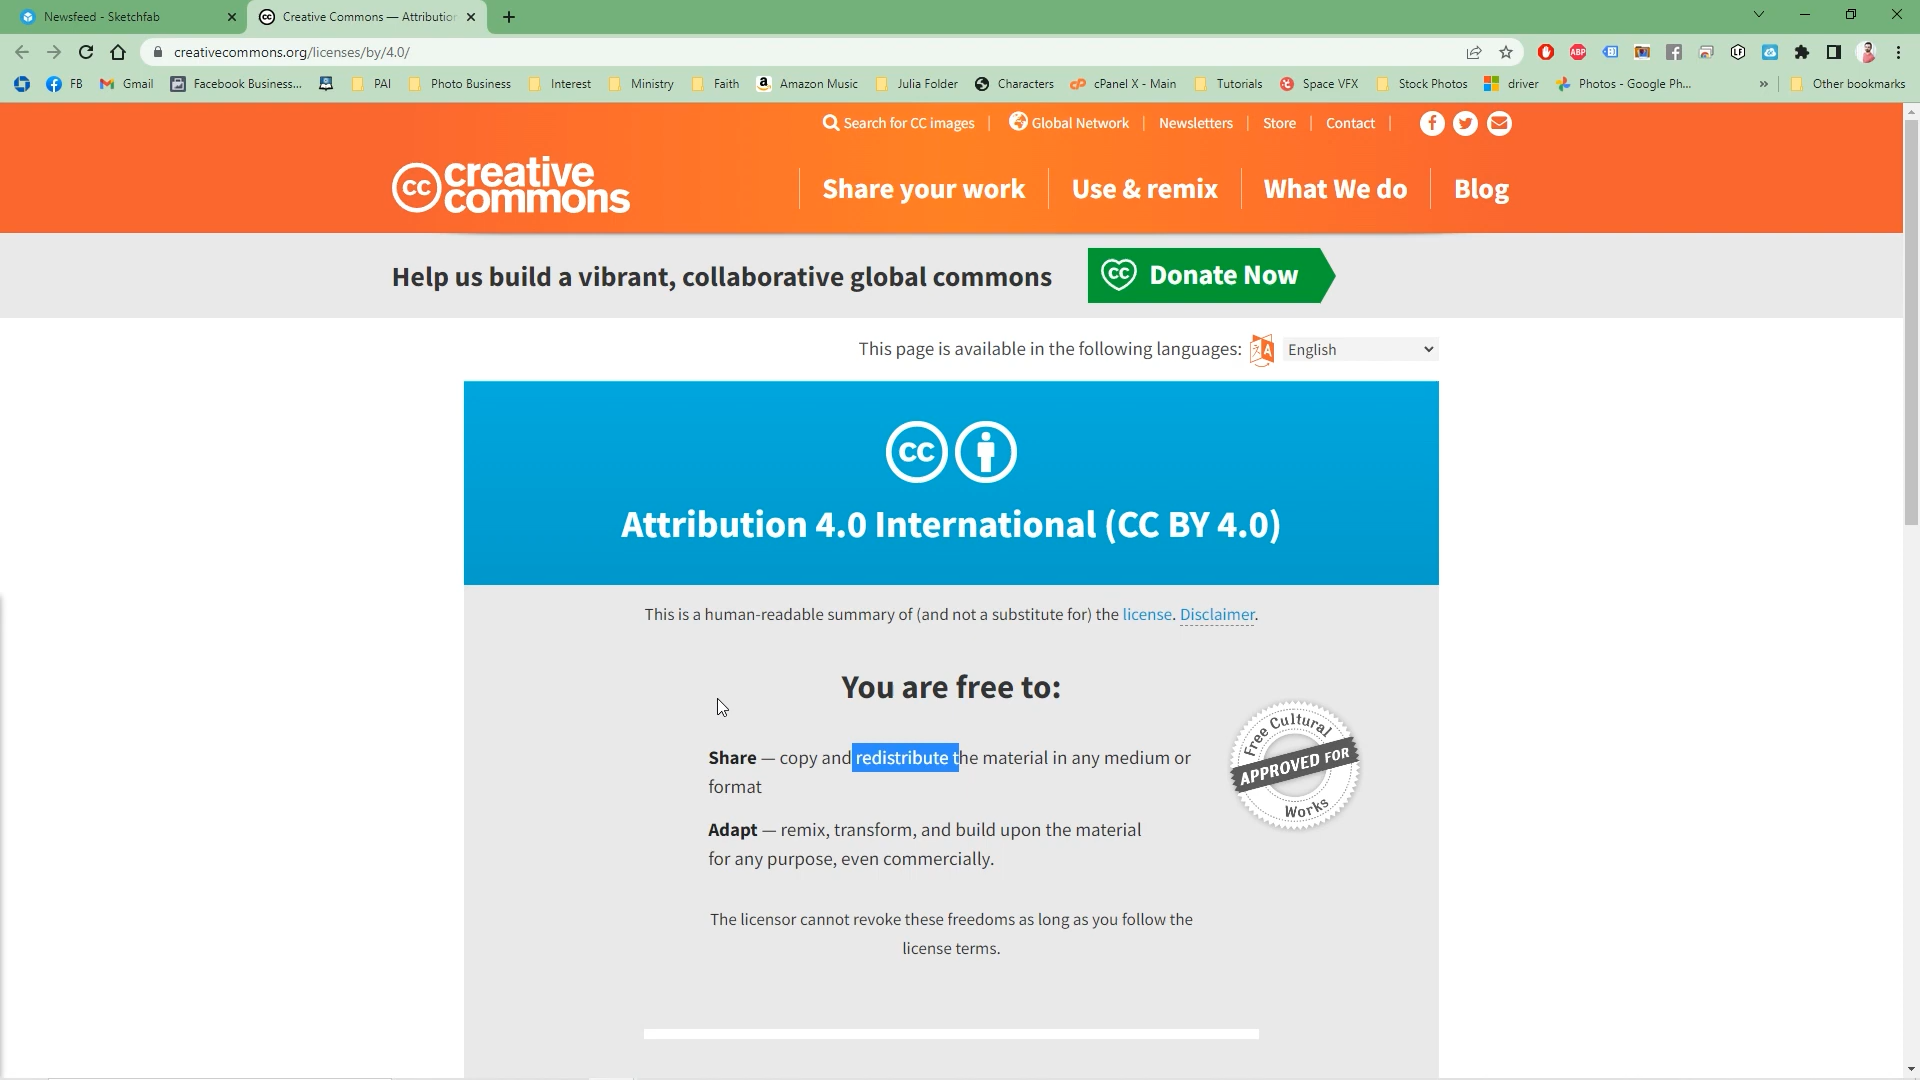 Newsfeed - Sketchfab
Creative Commons — Attribution
creativecommons.org/licenses/by/4.0/
FB
Gmail
Facebook Business...
PAI
Photo Business
Interest
Ministry
Faith
Amazon Music
Julia Folder
Characters
cPanel X - Main
Tutorials
Space VFX
Stock Photos
driver
Photos - Google Ph...
» Other bookmarks
Search for CC images | Global Network | Newsletters | Store | Contact |
cc creative
commons
Share your work
Use & remix
What We do
Blog
Help us build a vibrant, collaborative global commons
cc Donate Now
This page is available in the following languages: English
cc
Attribution 4.0 International (CC BY 4.0)
This is a human-readable summary of (and not a substitute for) the license. Disclaimer.
You are free to:
Share — copy and redistribute the material in any medium or
format
Adapt — remix, transform, and build upon the material
for any purpose, even commercially.
Free Cultural
APPROVED FOR
Works
The licensor cannot revoke these freedoms as long as you follow the
license terms.